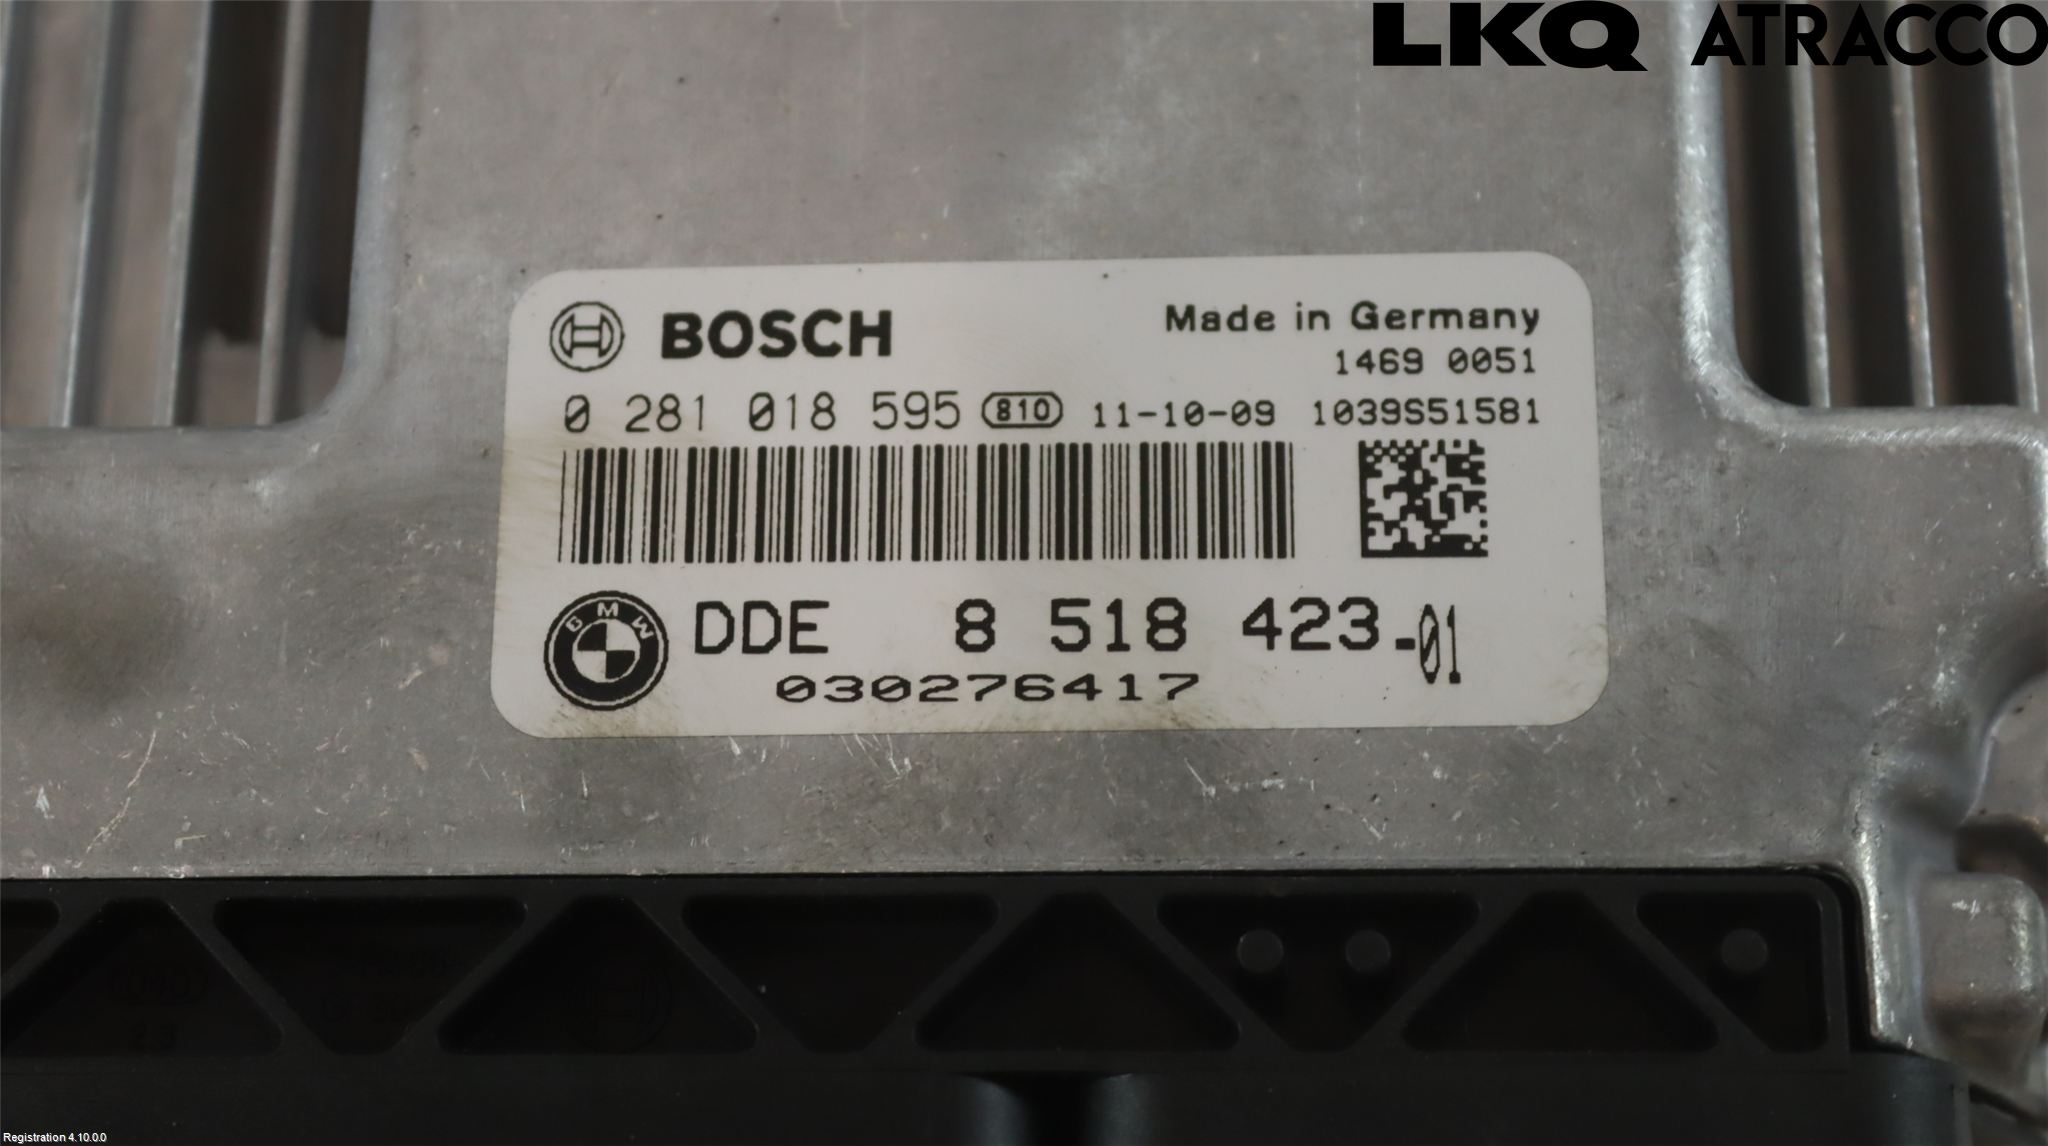 LKQ ATRACCO
BOSCH
Made in Germany
1469 0051
0 281 018 595 810 11-10-09 1039S51581
BMW
DDE 8 518 423-01
030276417
Registration 4.10.0.0